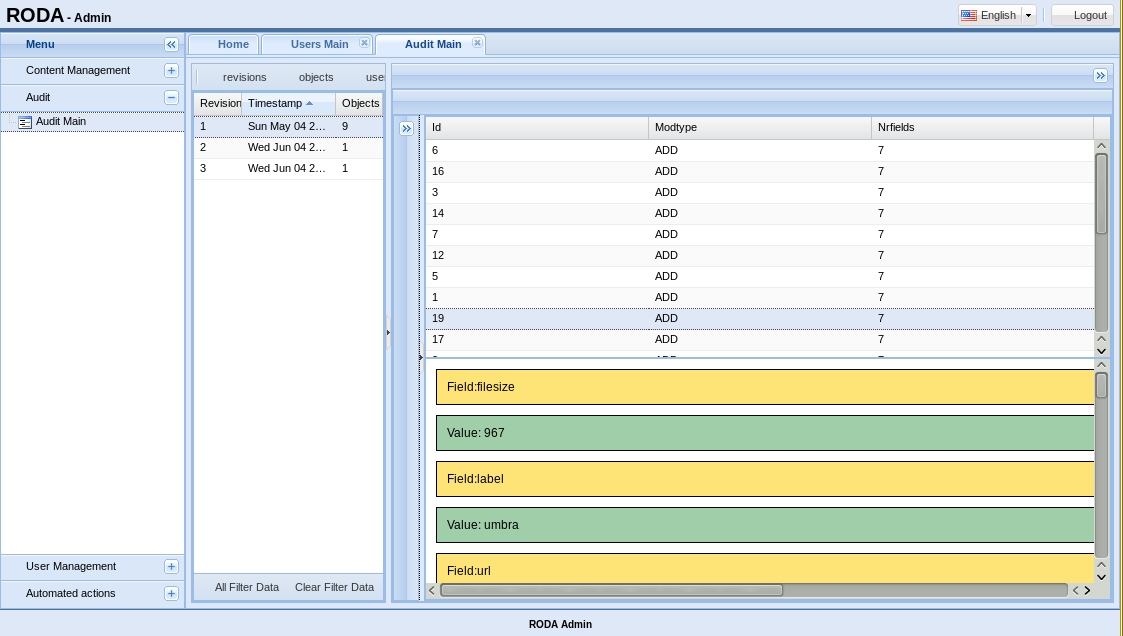 RODA - Admin
English
Logout
Menu
Home
Users Main
Audit Main
Content Management
Audit
Audit Main
User Management
Automated actions
revisions objects
Revision Timestamp Objects
1 Sun May 04 2... 9
2 Wed Jun 04 2... 1
3 Wed Jun 04 2... 1
All Filter Data Clear Filter Data
Id Modtype Nrfields
6 ADD 7
16 ADD 7
3 ADD 7
14 ADD 7
7 ADD 7
12 ADD 7
5 ADD 7
1 ADD 7
19 ADD 7
17 ADD 7
Field:filesize
Value: 967
Field:label
Value: umbra
Field:url
RODA Admin